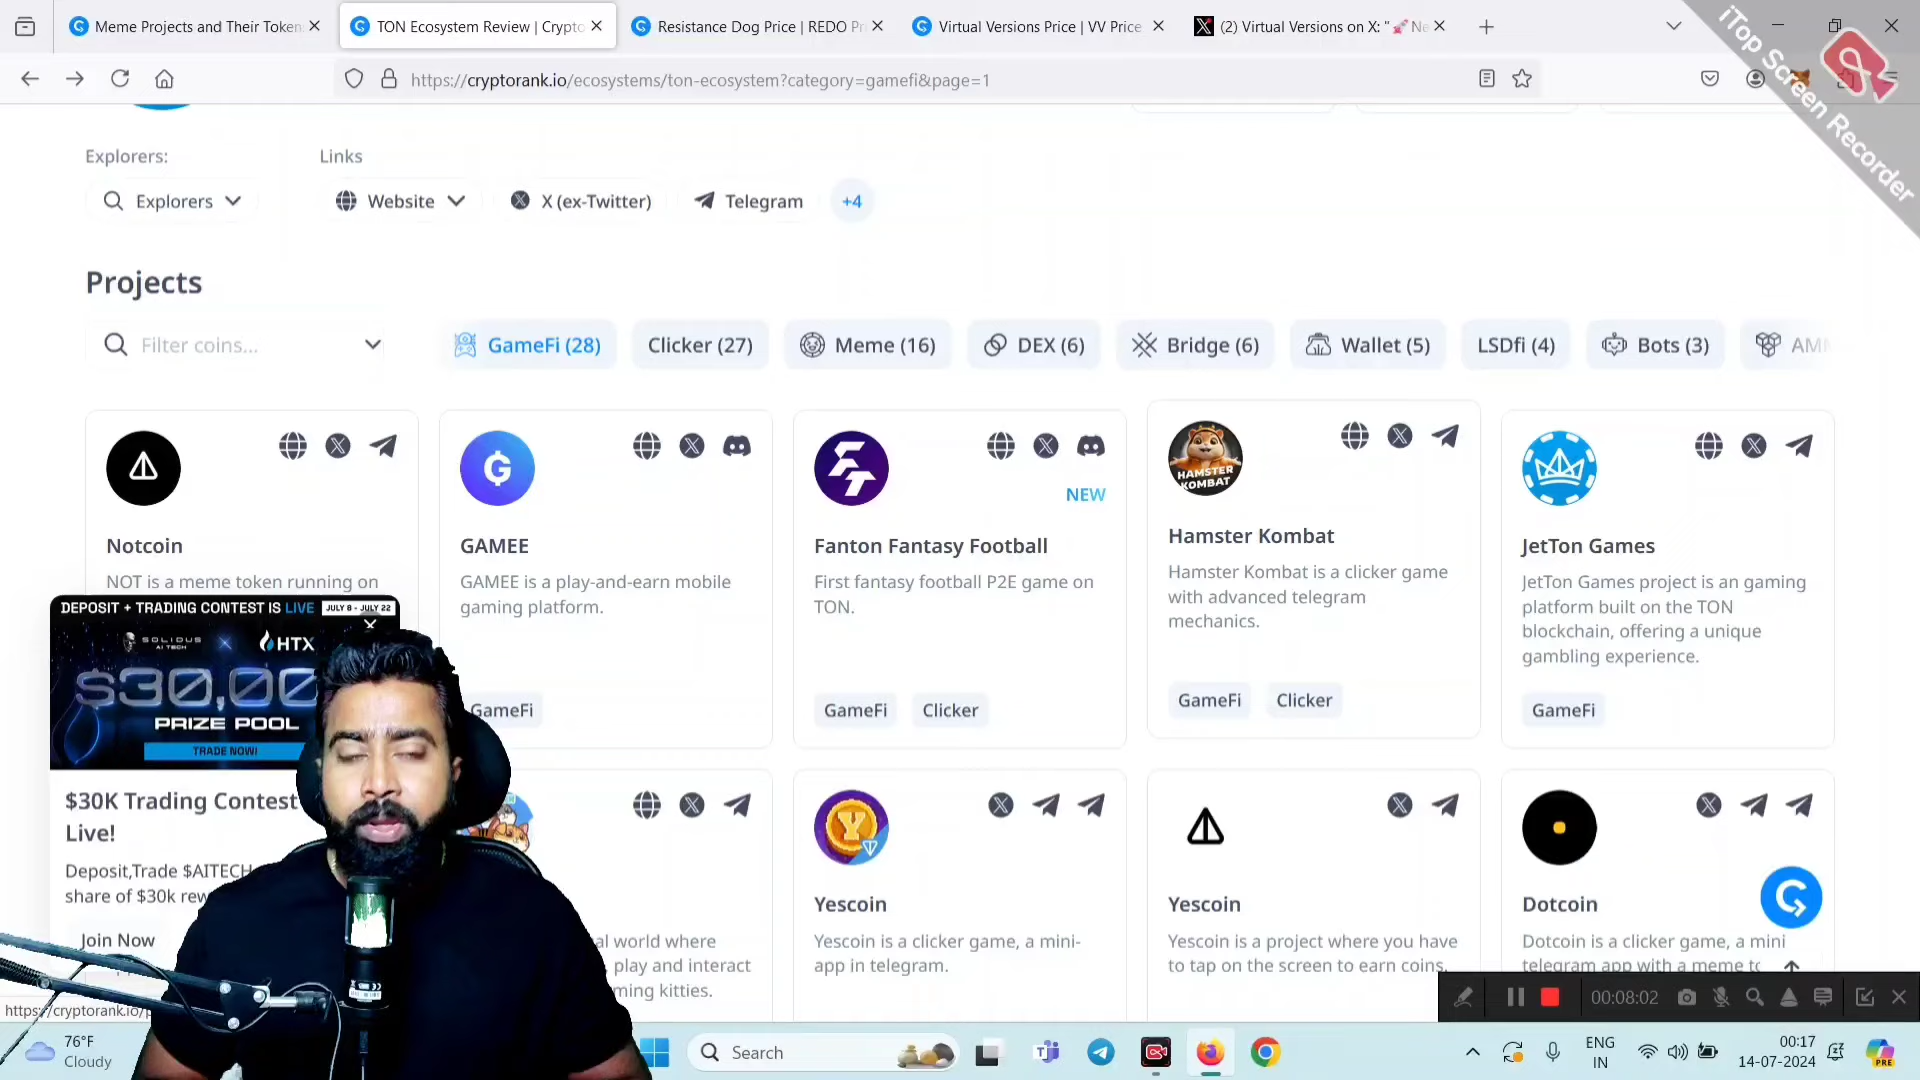 Meme Projects and Their Token
TON Ecosystem Review | Crypto
Resistance Dog Price | REDO Pr
Virtual Versions Price | VV Price
(2) Virtual Versions on X: "🚀 Ne
https://cryptorank.io/ecosystems/ton-ecosystem?category=gamefi&page=1
iTop Screen Recorder
Explorers:
Links
Explorers
Website
X (ex-Twitter)
Telegram
+4
Projects
Filter coins...
GameFi (28)
Clicker (27)
Meme (16)
DEX (6)
Bridge (6)
Wallet (5)
LSDfi (4)
Bots (3)
AMM
HAMSTER
KOMBAT
NEW
Notcoin
NOT is a meme token running on
GAMEE
GAMEE is a play-and-earn mobile
gaming platform.
GameFi
Fanton Fantasy Football
First fantasy football P2E game on
TON.
GameFi
Clicker
Hamster Kombat
Hamster Kombat is a clicker game
with advanced telegram
mechanics.
GameFi
Clicker
JetTon Games
JetTon Games project is an gaming
platform built on the TON
blockchain, offering a unique
gambling experience.
GameFi
DEPOSIT + TRADING CONTEST IS LIVE
JULY 8 - JULY 22
SOLIDUS
AI TECH
HTX
$30,00
PRIZE POOL
TRADE NOW!
$30K Trading Contest
Live!
Deposit,Trade $AITECH
share of $30k rew
Join Now
al world where
, play and interact
ming kitties.
Yescoin
Yescoin is a clicker game, a mini-
app in telegram.
Yescoin
Yescoin is a project where you have
to tap on the screen to earn coins.
Dotcoin
Dotcoin is a clicker game, a mini
telegram app with a meme to
https://cryptorank.io/p
00:08:02
76°F
Cloudy
Search
ENG
IN
00:17
14-07-2024
PRE